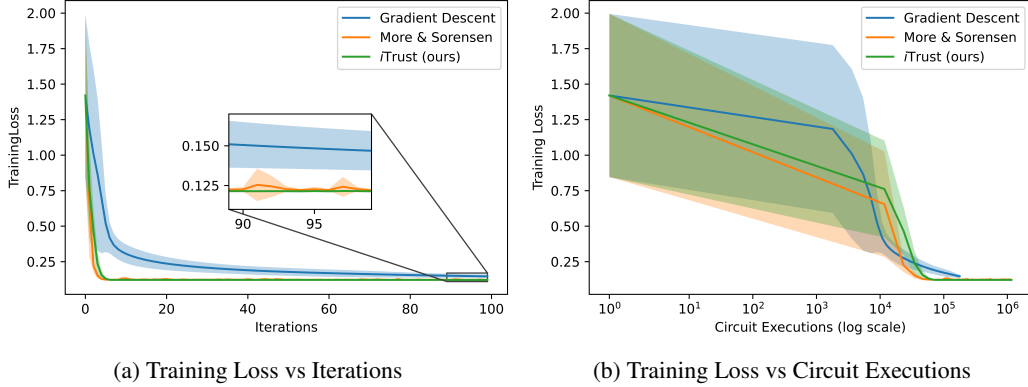 2.00
1.75
1.50
1.25
1.00
0.75
0.50
0.25
TrainingLoss
Gradient Descent
More & Sorensen
iTrust (ours)
0.150
0.125
90 95
0 20 40 60 80 100
Iterations
(a) Training Loss vs Iterations
2.00
1.75
1.50
1.25
1.00
0.75
0.50
0.25
Training Loss
Gradient Descent
More & Sorensen
iTrust (ours)
10⁰ 10¹ 10² 10³ 10⁴ 10⁵ 10⁶
Circuit Executions (log scale)
(b) Training Loss vs Circuit Executions